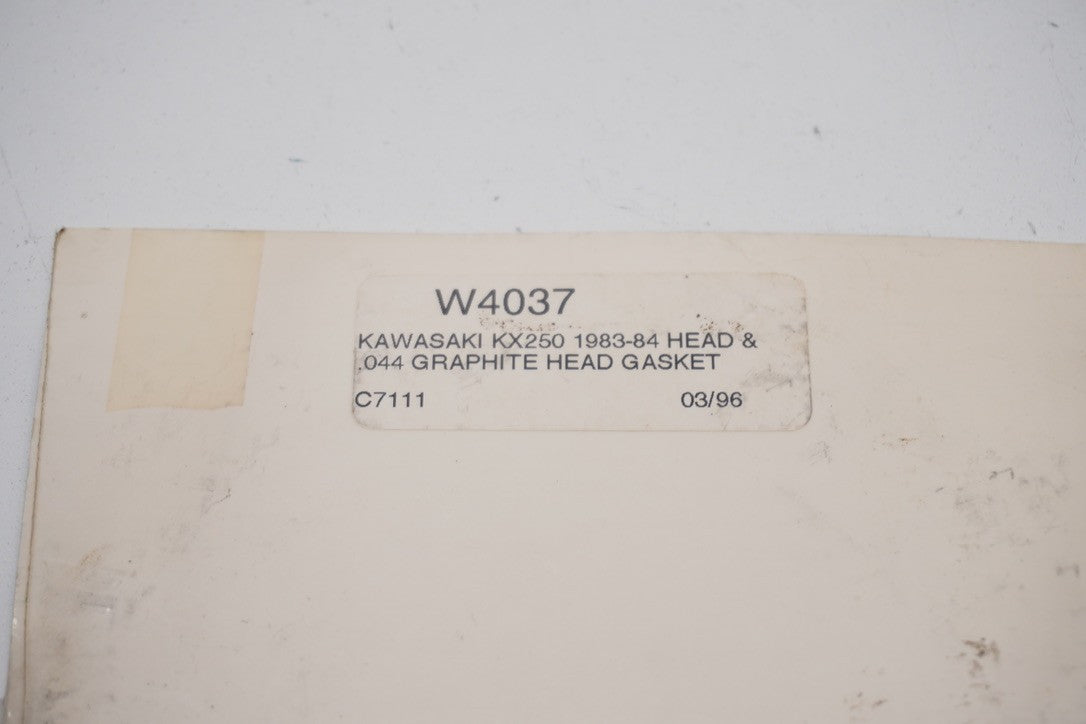 W4037
KAWASAKI KX250 1983-84 HEAD &
.044 GRAPHITE HEAD GASKET
C7111 03/96